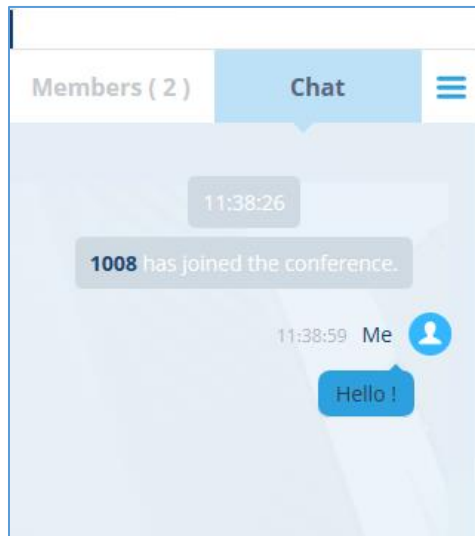 Members ( 2 )
Chat
11:38:26
1008 has joined the conference.
11:38:59 Me
Hello !